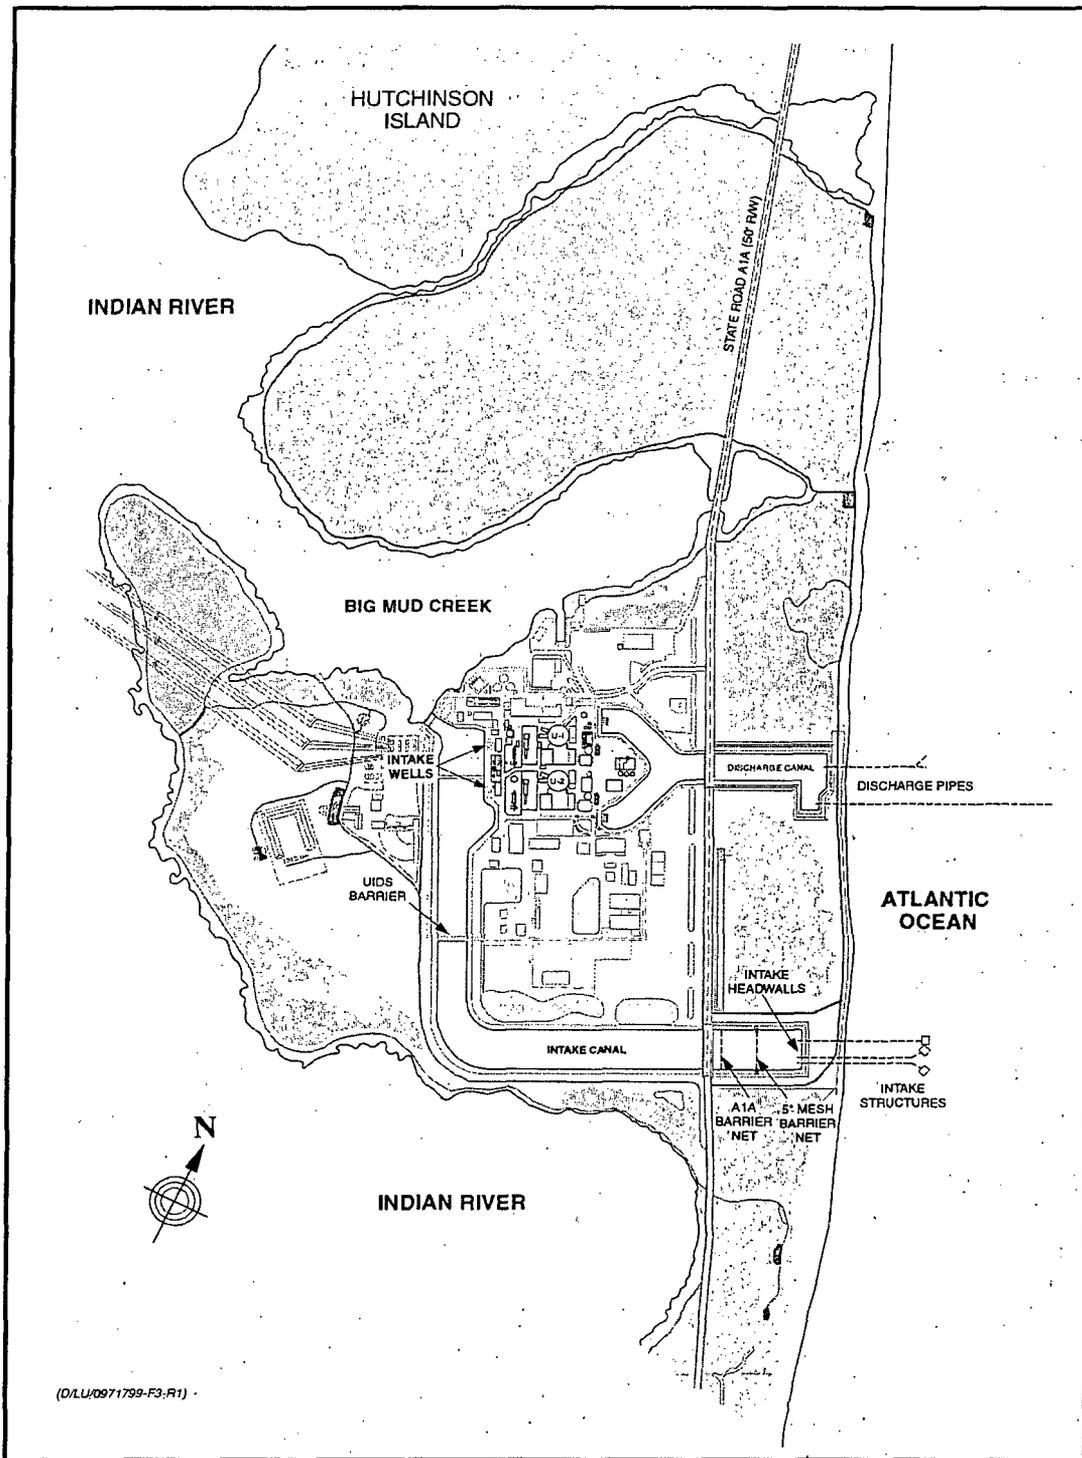 HUTCHINSON
ISLAND
INDIAN RIVER
STATE ROAD A1A (50' R/W)
BIG MUD CREEK
U-1
INTAKE
WELLS
U-2
DISCHARGE CANAL
DISCHARGE PIPES
UIDS
BARRIER
ATLANTIC
OCEAN
INTAKE
HEADWALLS
INTAKE CANAL
INTAKE
STRUCTURES
A1A
BARRIER
NET
5" MESH
BARRIER
NET
N
INDIAN RIVER
(D/LU/0971799-F3-R1)